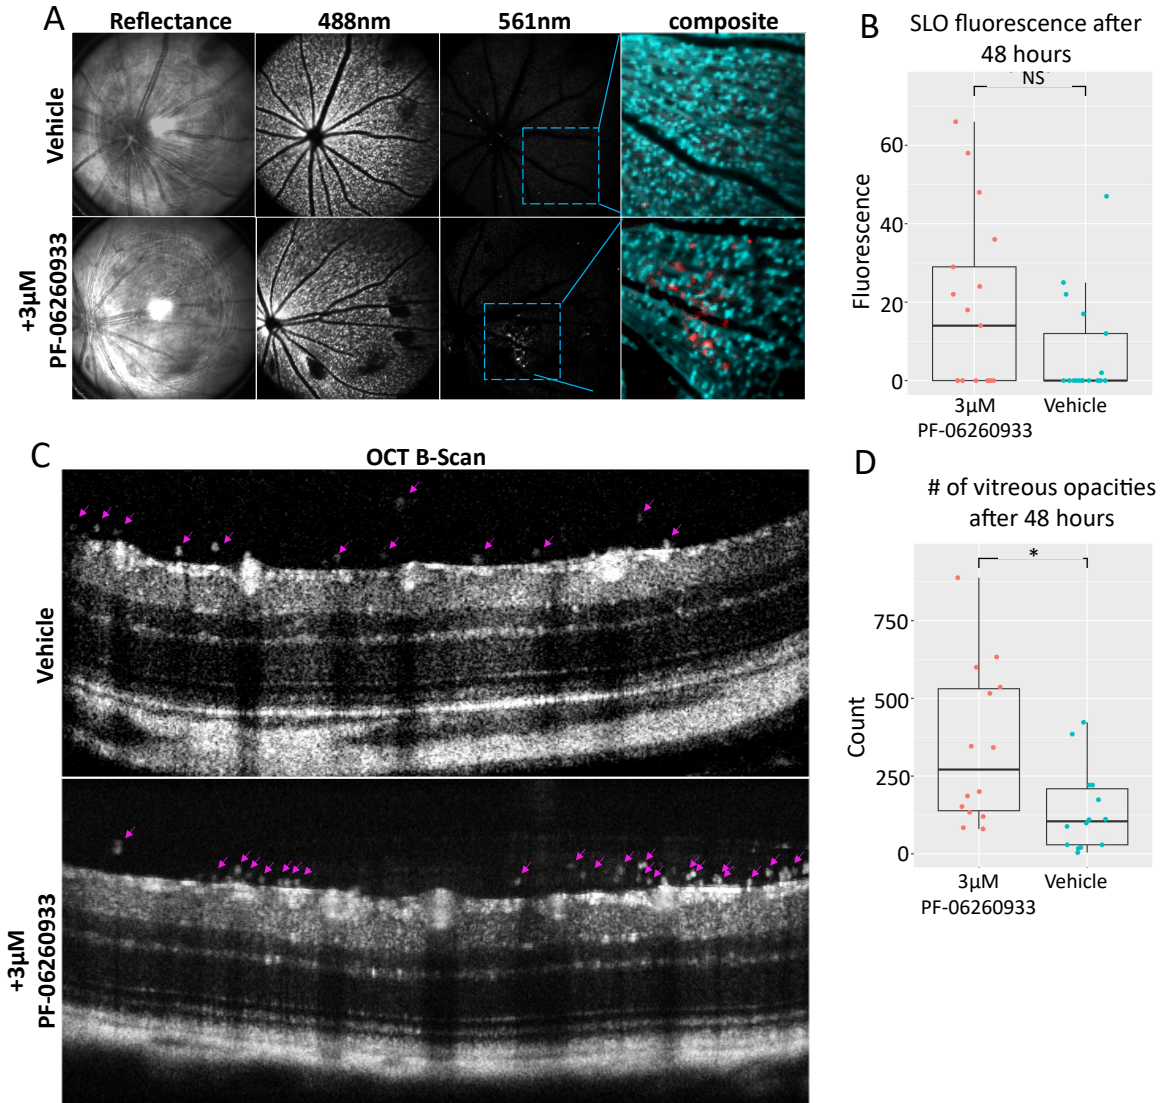 A
Reflectance
488nm
561nm
composite
Vehicle
+3µM
PF-06260933
B
SLO fluorescence after
48 hours
NS
Fluorescence
60
40
20
0
3µM
PF-06260933
Vehicle
C
OCT B-Scan
Vehicle
+3µM
PF-06260933
D
# of vitreous opacities
after 48 hours
*
Count
750
500
250
0
3µM
PF-06260933
Vehicle